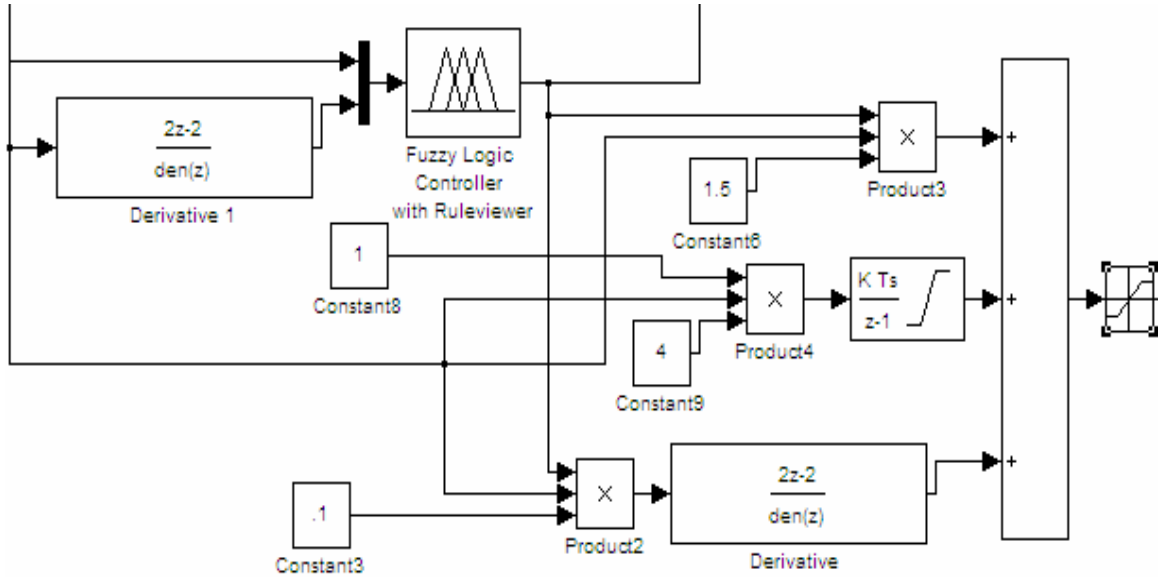 2z-2
den(z)
Derivative 1
Fuzzy Logic
Controller
with Ruleviewer
1.5
Constant6
X
Product3
+
1
Constant8
4
Constant9
X
Product4
K Ts
z-1
+
.1
Constant3
X
Product2
2z-2
den(z)
Derivative
+